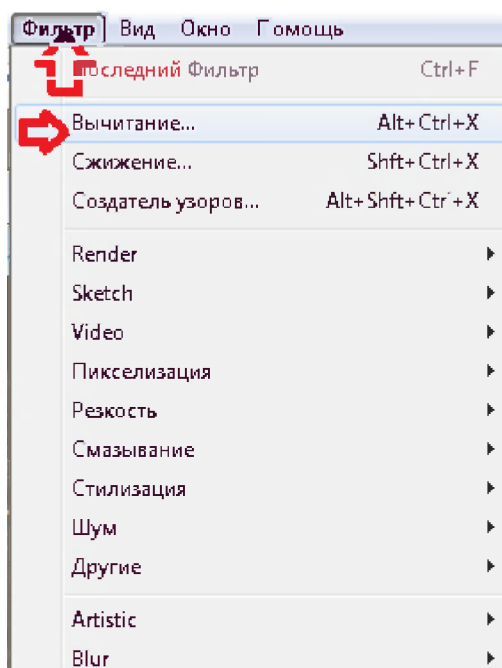 Фильтр Вид Окно Помощь
Последний Фильтр Ctrl+F
Вычитание... Alt+Ctrl+X
Сжижение... Shft+Ctrl+X
Создатель узоров... Alt+Shft+Ctrl+X
Render
Sketch
Video
Пикселизация
Резкость
Смазывание
Стилизация
Шум
Другие
Artistic
Blur